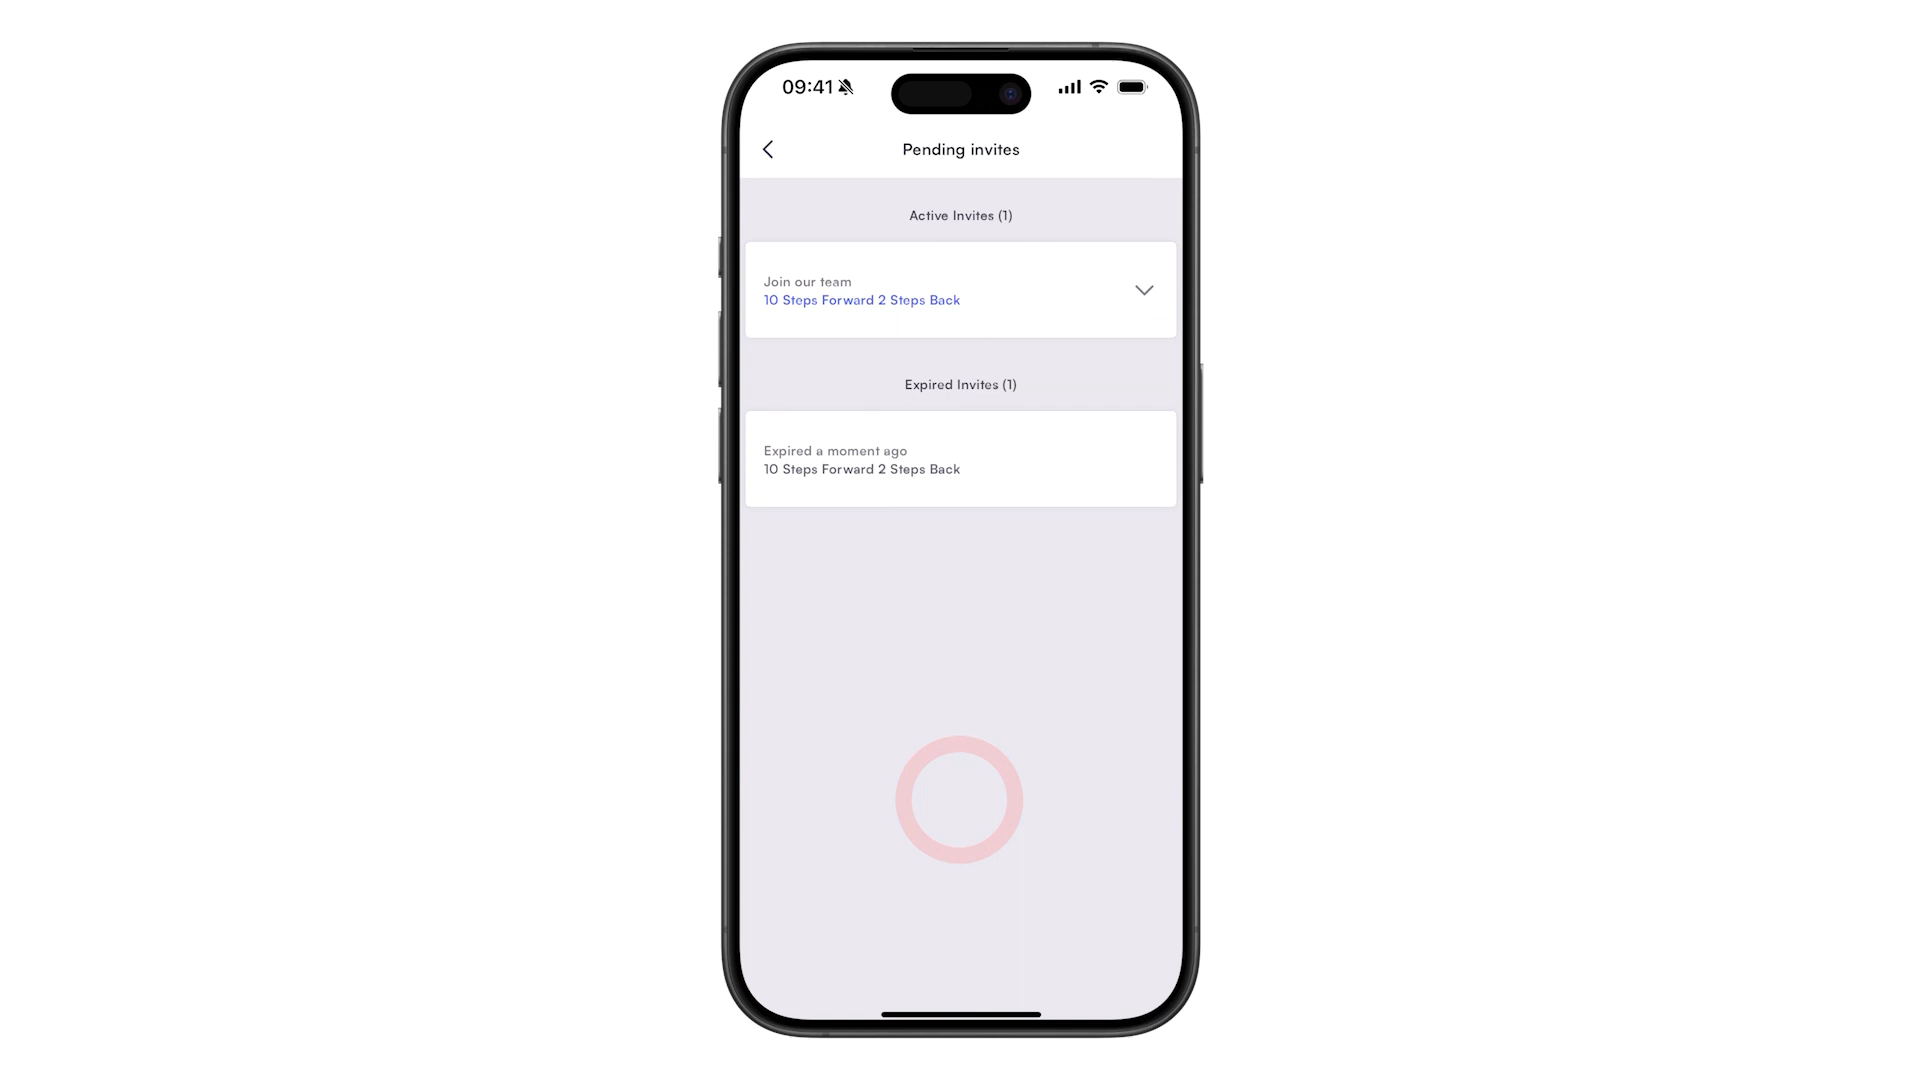 09:41
Pending invites
Active Invites (1)
Join our team
10 Steps Forward 2 Steps Back
Expired Invites (1)
Expired a moment ago
10 Steps Forward 2 Steps Back